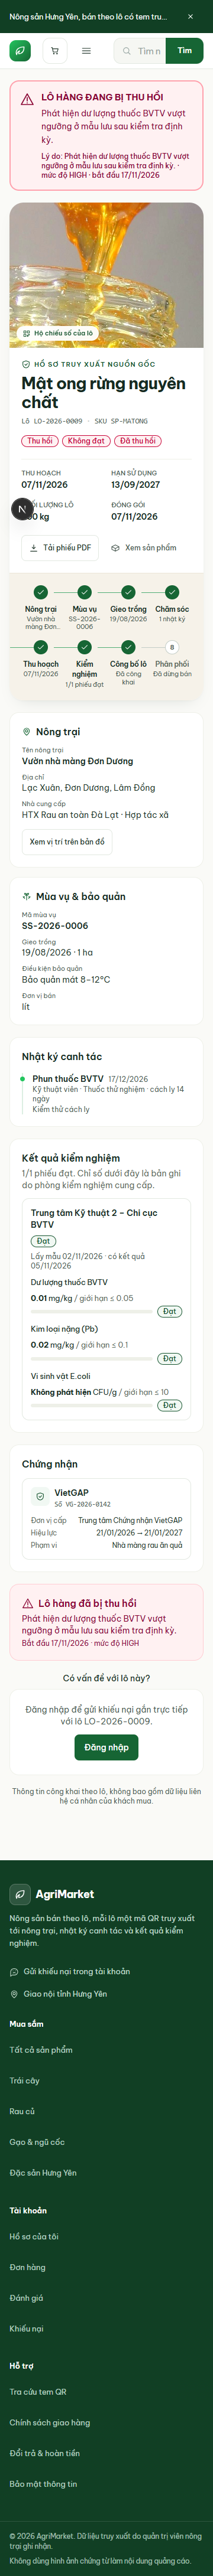 Nông sản Hưng Yên, bán theo lô có tem tru... ×
Tìm n
Tìm
LÔ HÀNG ĐANG BỊ THU HỒI
Phát hiện dư lượng thuốc BVTV vượt
ngưỡng ở mẫu lưu sau kiểm tra định
kỳ.
Lý do: Phát hiện dư lượng thuốc BVTV vượt
ngưỡng ở mẫu lưu sau kiểm tra định kỳ. ·
mức độ HIGH · bắt đầu 17/11/2026
Hộ chiếu số của lô
HỒ SƠ TRUY XUẤT NGUỒN GỐC
Mật ong rừng nguyên
chất
Lô LO-2026-0009 · SKU SP-MATONG
Thu hồi Không đạt Đã thu hồi
THU HOẠCH HẠN SỬ DỤNG
07/11/2026 13/09/2027
ĐÓNG GÓI
07/11/2026
N
Tải phiếu PDF Xem sản phẩm
Nông trại Mùa vụ Gieo trồng Chăm sóc
Vườn nhà SS-2026- 19/08/2026 1 nhật ký
màng Đơn... 0006
8
Thu hoạch Kiểm Công bố lô Phân phối
07/11/2026 nghiệm Đã công Đã dừng bán
1/1 phiếu đạt khai
Nông trại
Tên nông trại
Vườn nhà màng Đơn Dương
Địa chỉ
Lạc Xuân, Đơn Dương, Lâm Đồng
Nhà cung cấp
HTX Rau an toàn Đà Lạt · Hợp tác xã
Xem vị trí trên bản đồ
Mùa vụ & bảo quản
Mã mùa vụ
SS-2026-0006
Gieo trồng
19/08/2026 · 1 ha
Điều kiện bảo quản
Bảo quản mát 8–12°C
Đơn vị bán
lít
Nhật ký canh tác
Phun thuốc BVTV 17/12/2026
Kỹ thuật viên · Thuốc thử nghiệm · cách ly 14
ngày
Kiểm thử cách ly
Kết quả kiểm nghiệm
1/1 phiếu đạt. Chỉ số dưới đây là bản ghi
do phòng kiểm nghiệm cung cấp.
Trung tâm Kỹ thuật 2 – Chi cục
BVTV
Đạt
Lấy mẫu 02/11/2026 · có kết quả
05/11/2026
Dư lượng thuốc BVTV
0.01 mg/kg / giới hạn ≤ 0.05
Đạt
Kim loại nặng (Pb)
0.02 mg/kg / giới hạn ≤ 0.1
Đạt
Vi sinh vật E.coli
Không phát hiện CFU/g / giới hạn ≤ 10
Đạt
Chứng nhận
VietGAP
Số VG-2026-0142
Đơn vị cấp Trung tâm Chứng nhận VietGAP
Hiệu lực 21/01/2026 → 21/01/2027
Phạm vi Nhà màng rau ăn quả
Lô hàng đã bị thu hồi
Phát hiện dư lượng thuốc BVTV vượt
ngưỡng ở mẫu lưu sau kiểm tra định kỳ.
Bắt đầu 17/11/2026 · mức độ HIGH
Có vấn đề với lô này?
Đăng nhập để gửi khiếu nại gắn trực tiếp
với lô LO-2026-0009.
Đăng nhập
Thông tin công khai theo lô, không bao gồm dữ liệu liên
hệ cá nhân của khách mua.
AgriMarket
Nông sản bán theo lô, mỗi lô một mã QR truy xuất
tới nông trại, nhật ký canh tác và kết quả kiểm
nghiệm.
Gửi khiếu nại trong tài khoản
Giao nội tỉnh Hưng Yên
Mua sắm
Tất cả sản phẩm
Trái cây
Rau củ
Gạo & ngũ cốc
Đặc sản Hưng Yên
Tài khoản
Hồ sơ của tôi
Đơn hàng
Đánh giá
Khiếu nại
Hỗ trợ
Tra cứu tem QR
Chính sách giao hàng
Đổi trả & hoàn tiền
Bảo mật thông tin
© 2026 AgriMarket. Dữ liệu truy xuất do quản trị viên nông
trại ghi nhận.
Không dùng hình ảnh chứng từ làm nội dung quảng cáo.